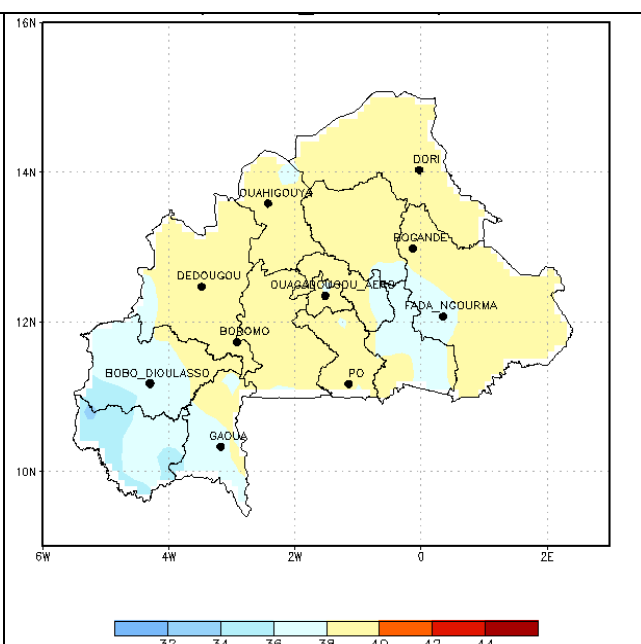 16N
14N
12N
10N
6W 4W 2W 0 2E
DORI
OUAHIGOUYA
BOGANDE
DEDOUGOU
FADA_NGOURMA
BOROMO
BOBO_DIOULASSO
PO
GAOUA
32 34 36 38 40 42 44